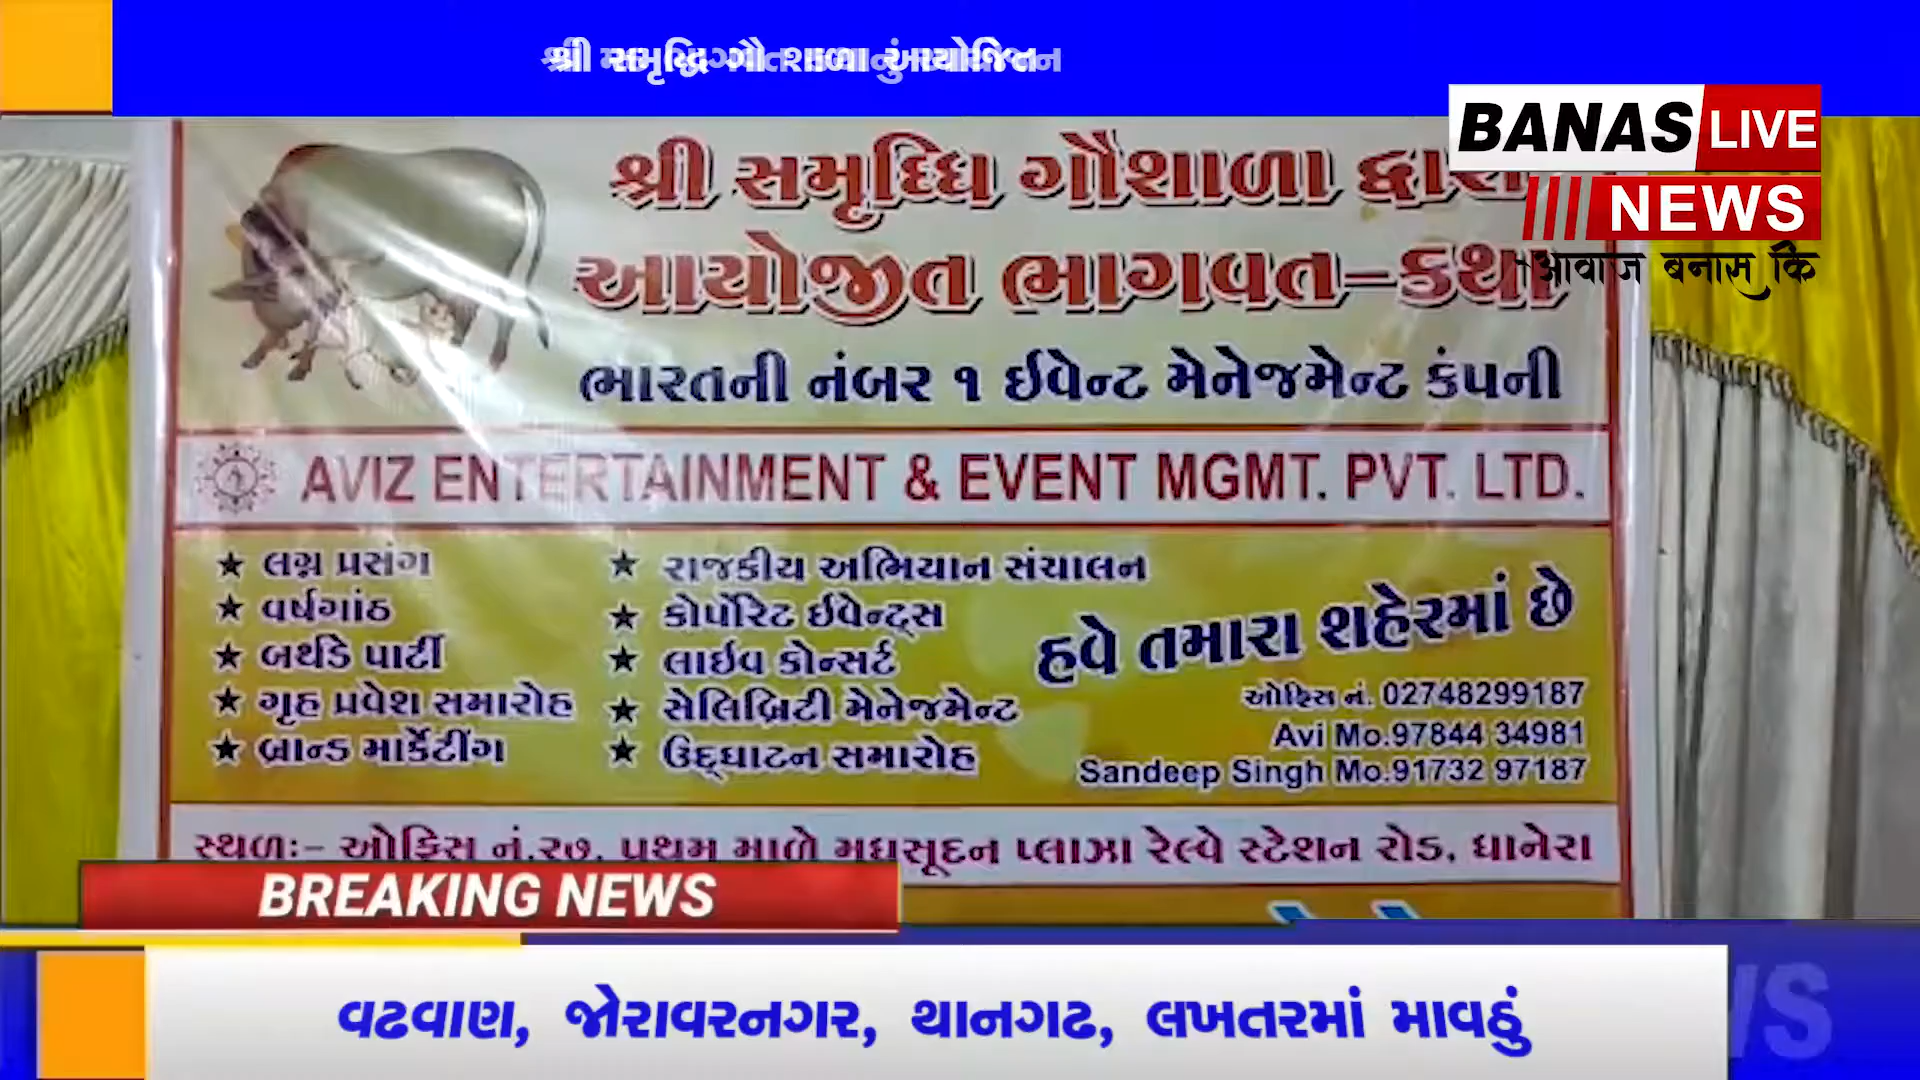 શ્રી સમૃદ્ધિ ગૌ શાળા
BANAS LIVE
NEWS
आवाज बनास कि
શ્રી સમૃધ્ધિ ગૌશાળા
આયોજીત ભાગવત-કથા
ભારતની નંબર ૧ ઈવેન્ટ મેનેજમેન્ટ કંપની
AVIZ ENTERTAINMENT & EVENT MGMT. PVT. LTD.
★ લગ્ન પ્રસંગ
★ વર્ષગાંઠ
★ બર્થડે પાર્ટી
★ ગૃહ પ્રવેશ સમારોહ
★ બ્રાન્ડ માર્કેટીંગ
★ રાજકીય અભિયાન સંચાલન
★ કોર્પોરેટ ઈવેન્ટ્સ
★ લાઈવ કોન્સર્ટ
★ સેલિબ્રિટી મેનેજમેન્ટ
★ ઉદ્ઘાટન સમારોહ
હવે તમારા શહેરમાં છે
ઓફિસ નં. 02748299187
Avi Mo.97844 34981
Sandeep Singh Mo.91732 97187
સ્થળઃ- ઓફિસ નં.૨૭, પ્રથમ માળે મધુસૂદન પ્લાઝા રેલ્વે સ્ટેશન રોડ, ધાનેરા
BREAKING NEWS
વઢવાણ, જોરાવરનગર, થાનગઢ, લખતરમાં માવઠું